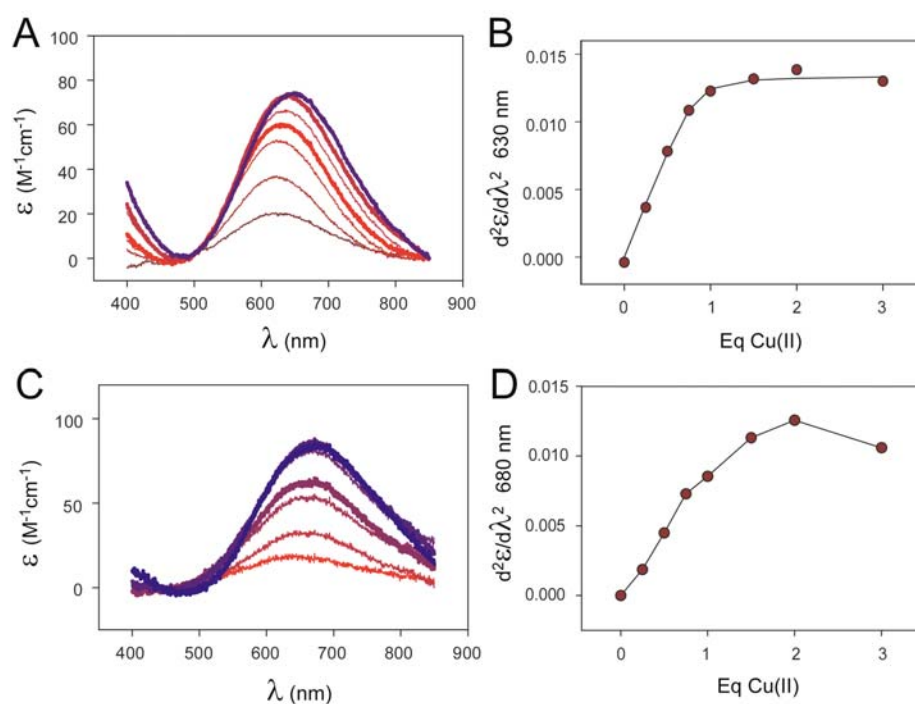 A
100
80
60
40
20
0
ε (M⁻¹cm⁻¹)
400 500 600 700 800 900
λ (nm)
B
0.015
0.010
0.005
0.000
d²ε/dλ² 630 nm
0 1 2 3
Eq Cu(II)
C
100
50
0
ε (M⁻¹cm⁻¹)
400 500 600 700 800 900
λ (nm)
D
0.015
0.010
0.005
0.000
d²ε/dλ² 680 nm
0 1 2 3
Eq Cu(II)